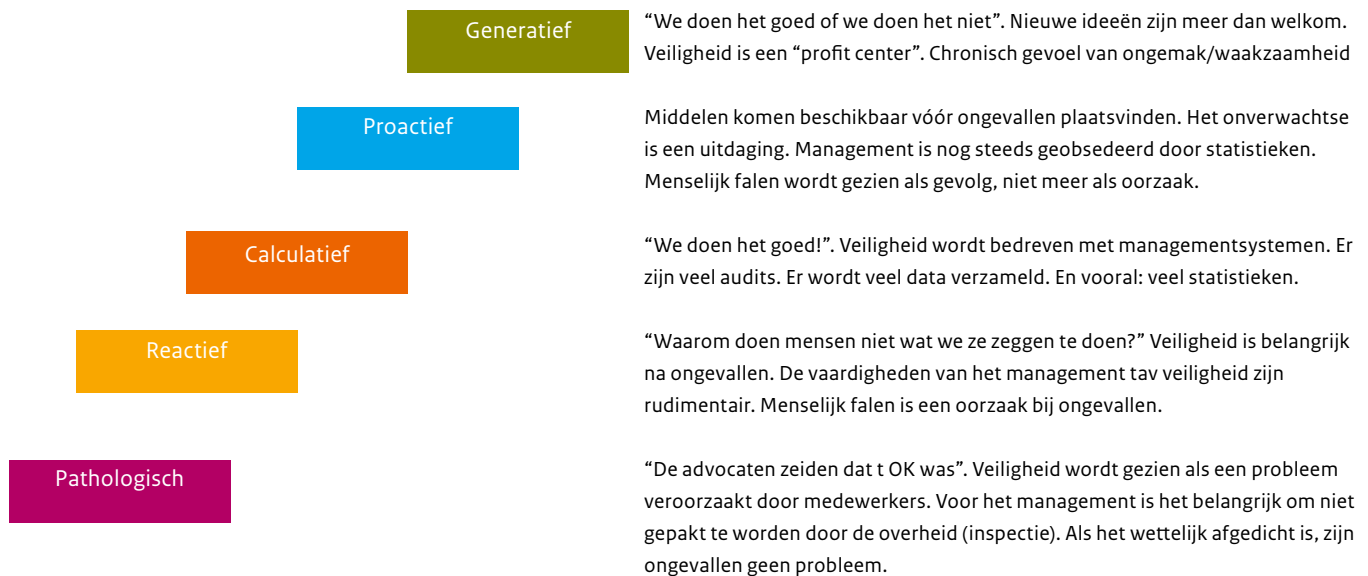 Generatief
“We doen het goed of we doen het niet”. Nieuwe ideeën zijn meer dan welkom.
Veiligheid is een “profit center”. Chronisch gevoel van ongemak/waakzaamheid
Proactief
Middelen komen beschikbaar vóór ongevallen plaatsvinden. Het onverwachtse
is een uitdaging. Management is nog steeds geobsedeerd door statistieken.
Menselijk falen wordt gezien als gevolg, niet meer als oorzaak.
Calculatief
“We doen het goed!”. Veiligheid wordt bedreven met managementsystemen. Er
zijn veel audits. Er wordt veel data verzameld. En vooral: veel statistieken.
Reactief
“Waarom doen mensen niet wat we ze zeggen te doen?” Veiligheid is belangrijk
na ongevallen. De vaardigheden van het management tav veiligheid zijn
rudimentair. Menselijk falen is een oorzaak bij ongevallen.
Pathologisch
“De advocaten zeiden dat t OK was”. Veiligheid wordt gezien als een probleem
veroorzaakt door medewerkers. Voor het management is het belangrijk om niet
gepakt te worden door de overheid (inspectie). Als het wettelijk afgedicht is, zijn
ongevallen geen probleem.